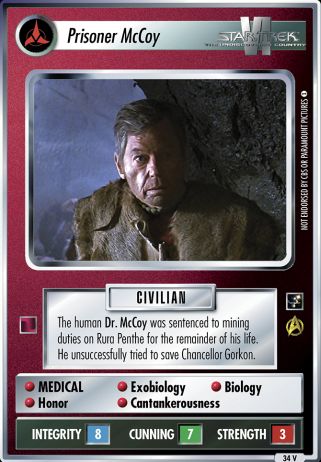 Prisoner McCoy
STAR TREK
VI
THE UNDISCOVERED COUNTRY
NOT ENDORSED BY CBS OR PARAMOUNT PICTURES
CIVILIAN
The human Dr. McCoy was sentenced to mining
duties on Rura Penthe for the remainder of his life.
He unsuccessfully tried to save Chancellor Gorkon.
MEDICAL Exobiology Biology
Honor Cantankerousness
INTEGRITY 8 CUNNING 7 STRENGTH 3
34 V